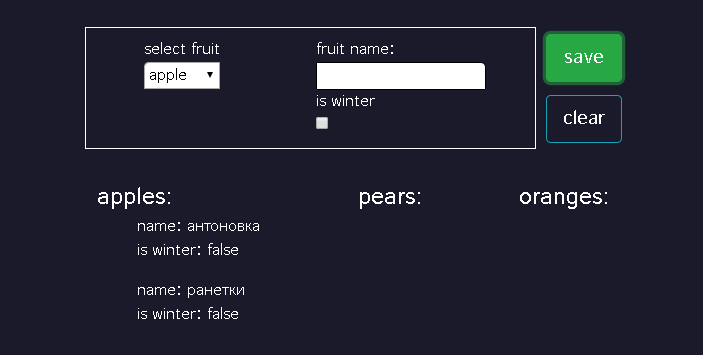 select fruit
apple
fruit name:
is winter
save
clear
apples:
name: антоновка
is winter: false
name: ранетки
is winter: false
pears:
oranges: